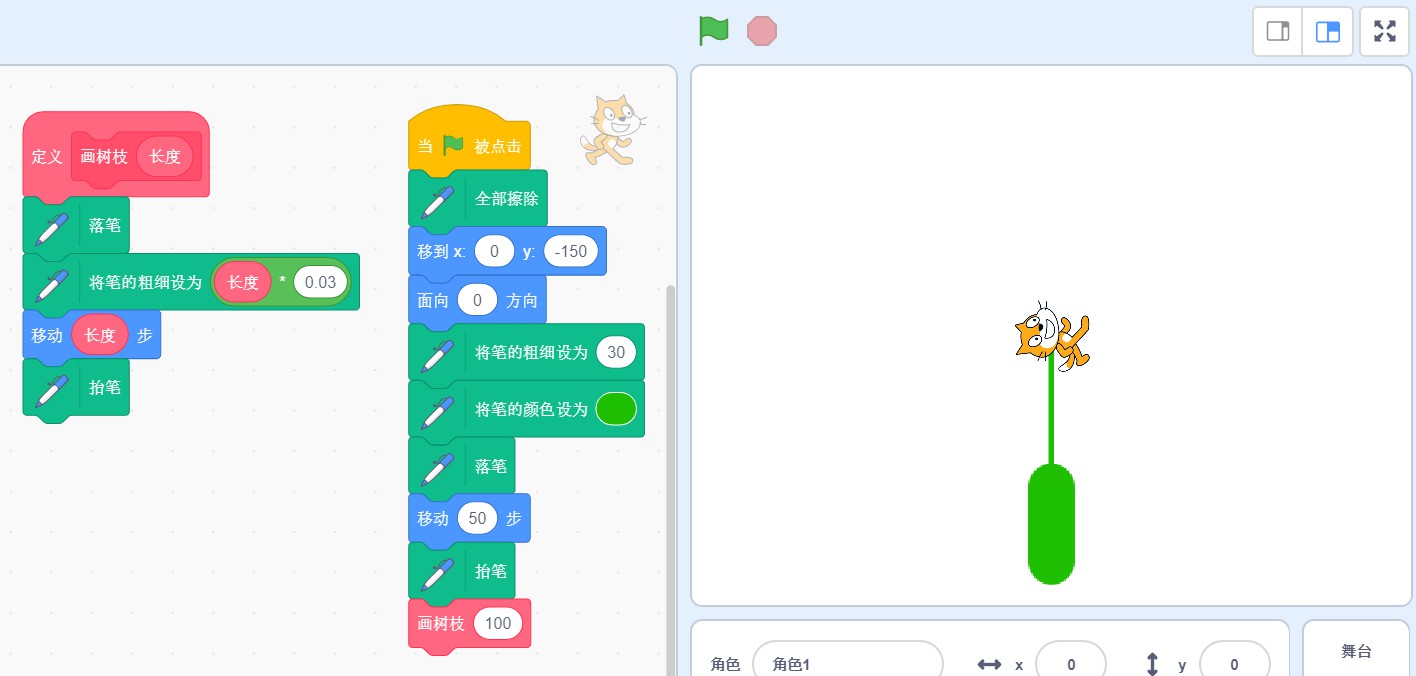 定义 画树枝 长度
落笔
将笔的粗细设为 长度 * 0.03
移动 长度 步
抬笔
当 被点击
全部擦除
移到 x: 0 y: -150
面向 0 方向
将笔的粗细设为 30
将笔的颜色设为
落笔
移动 50 步
抬笔
画树枝 100
角色 角色1 x 0 y 0
舞台